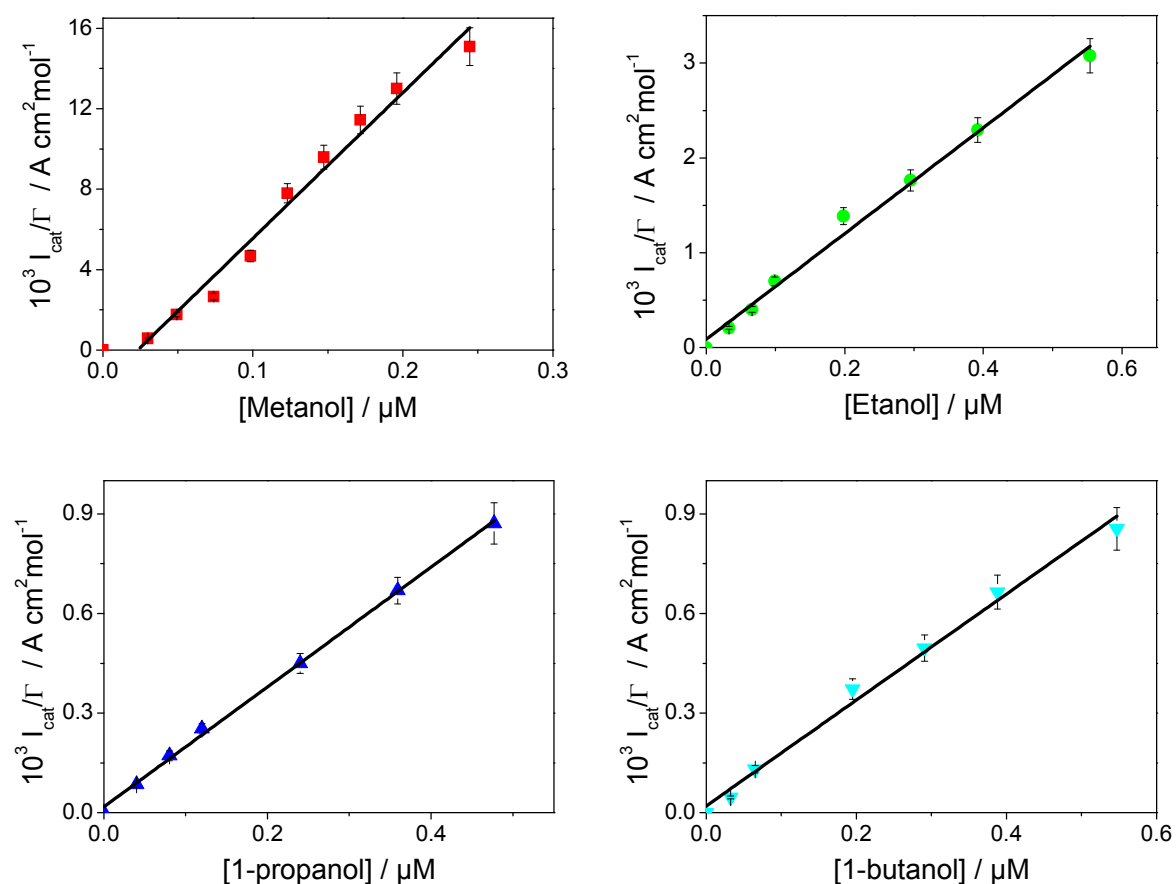 16
12
8
4
0
0.0 0.1 0.2 0.3
10³ I_cat/Γ / A cm²mol⁻¹
[Metanol] / µM
3
2
1
0
0.0 0.2 0.4 0.6
10³ I_cat/Γ / A cm²mol⁻¹
[Etanol] / µM
0.9
0.6
0.3
0.0
0.0 0.2 0.4
10³ I_cat/Γ / A cm²mol⁻¹
[1-propanol] / µM
0.9
0.6
0.3
0.0
0.0 0.2 0.4 0.6
10³ I_cat/Γ / A cm²mol⁻¹
[1-butanol] / µM